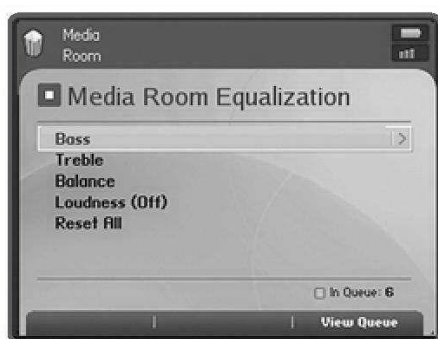 Media
Room
Media Room Equalization
Bass
Treble
Balance
Loudness (Off)
Reset All
In Queue: 6
View Queue